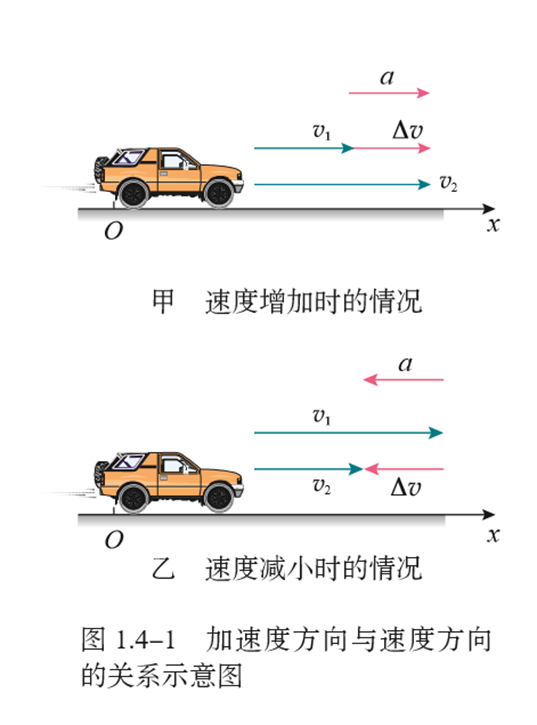 a
v₁ Δv
v₂
O x
甲 速度增加时的情况
a
v₁
v₂ Δv
O x
乙 速度减小时的情况
图 1.4-1 加速度方向与速度方向
的关系示意图